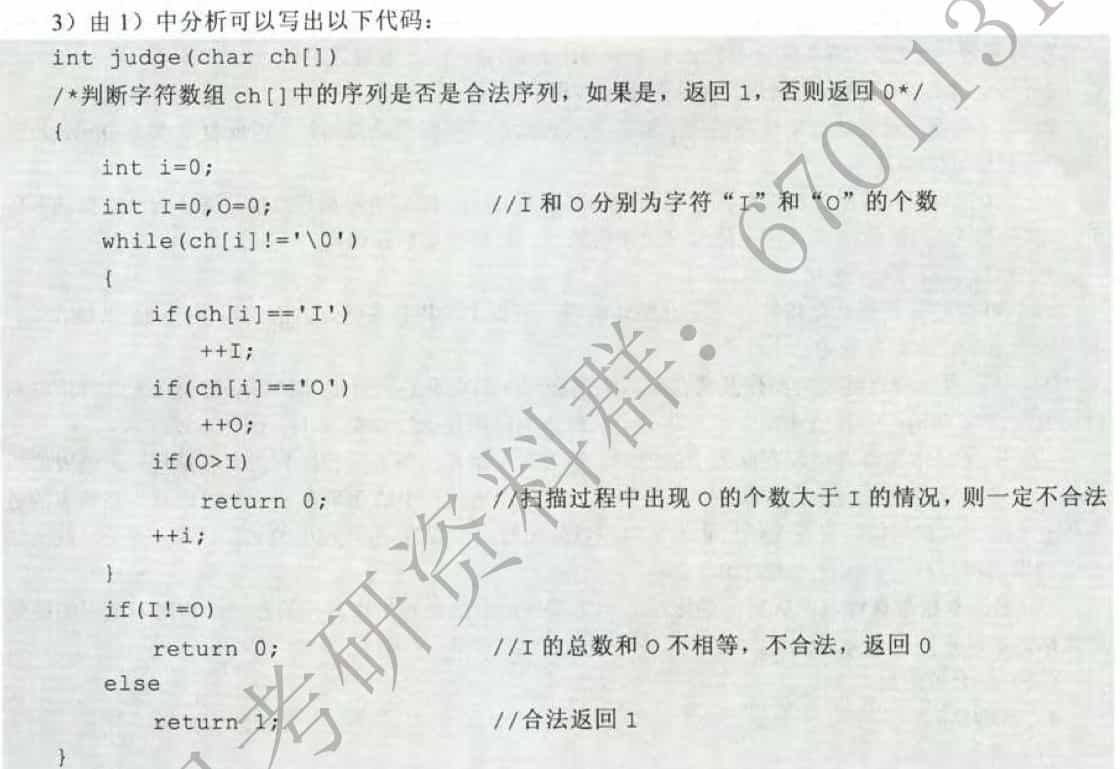 3）由 1）中分析可以写出以下代码：
int judge(char ch[])
/*判断字符数组 ch[]中的序列是否是合法序列，如果是，返回 1，否则返回 0*/
{
int i=0;
int I=0,O=0; //I 和 O 分别为字符“I”和“O”的个数
while(ch[i]!='\0')
{
if(ch[i]=='I')
++I;
if(ch[i]=='O')
++O;
if(O>I)
return 0; //扫描过程中出现 O 的个数大于 I 的情况，则一定不合法
++i;
}
if(I!=O)
return 0; //I 的总数和 O 不相等，不合法，返回 0
else
return 1; //合法返回 1
}
考研资料群：6701131